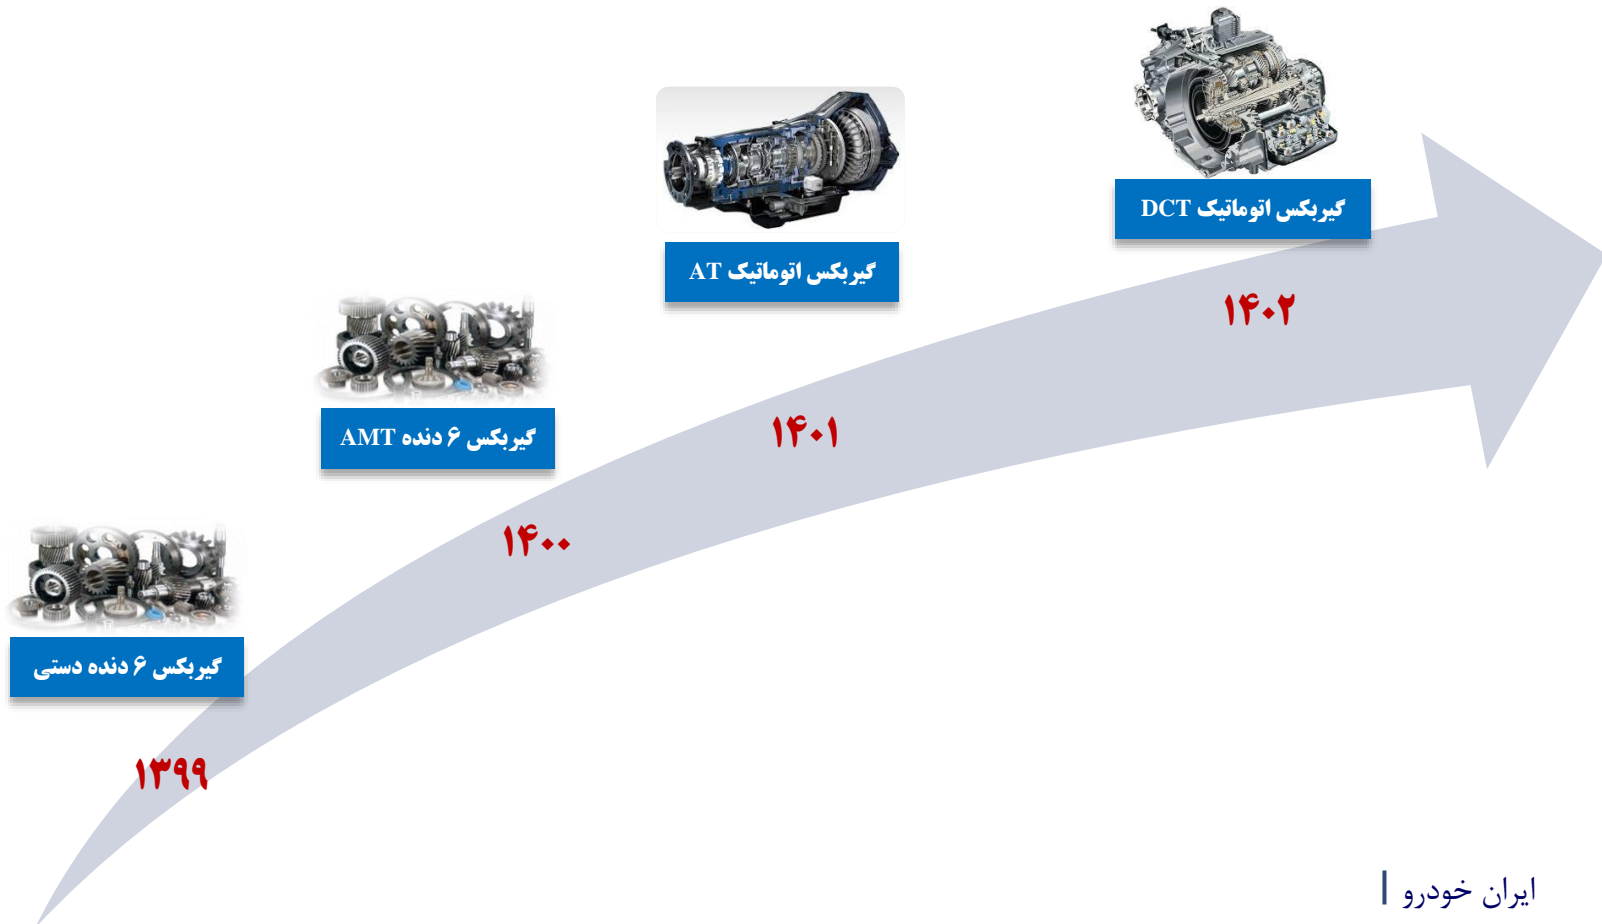 گیربکس اتوماتیک DCT
گیربکس اتوماتیک AT
۱۴۰۲
گیربکس ۶ دنده AMT
۱۴۰۱
۱۴۰۰
گیربکس ۶ دنده دستی
۱۳۹۹
ایران خودرو |